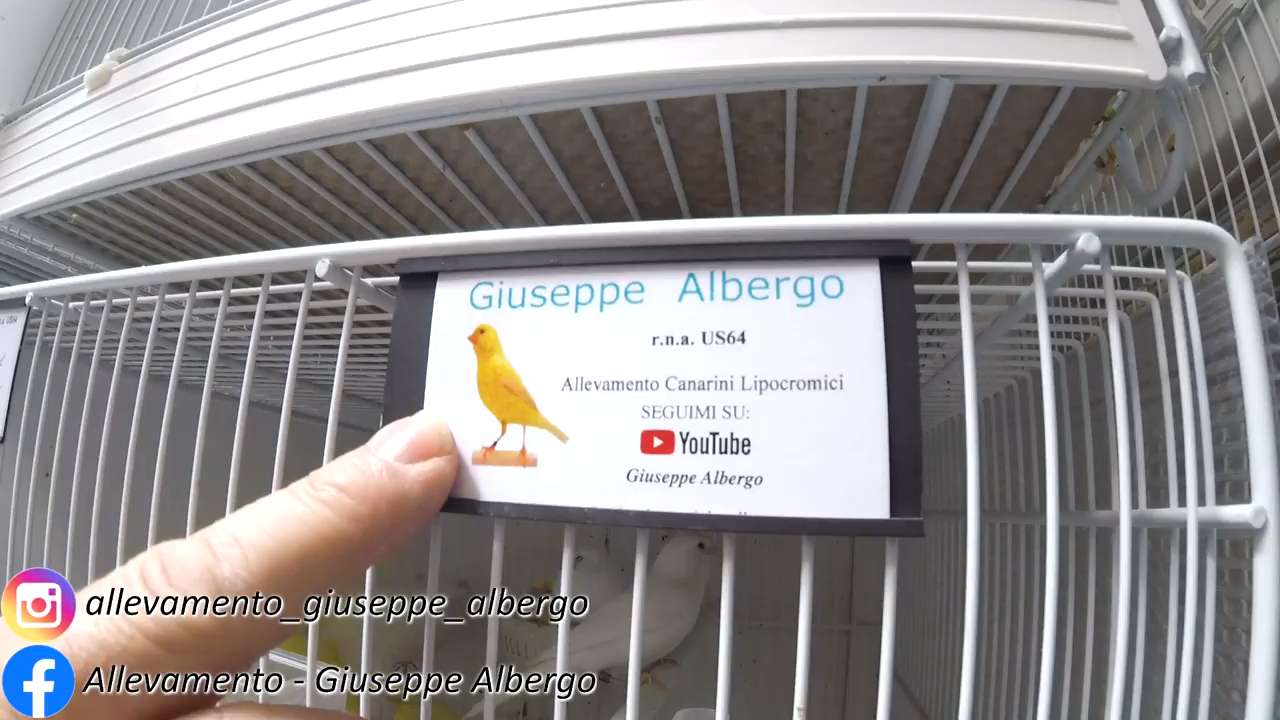 Giuseppe Albergo
r.n.a. US64
Allevamento Canarini Lipocromici
SEGUIMI SU:
YouTube
Giuseppe Albergo
allevamento_giuseppe_albergo
Allevamento - Giuseppe Albergo